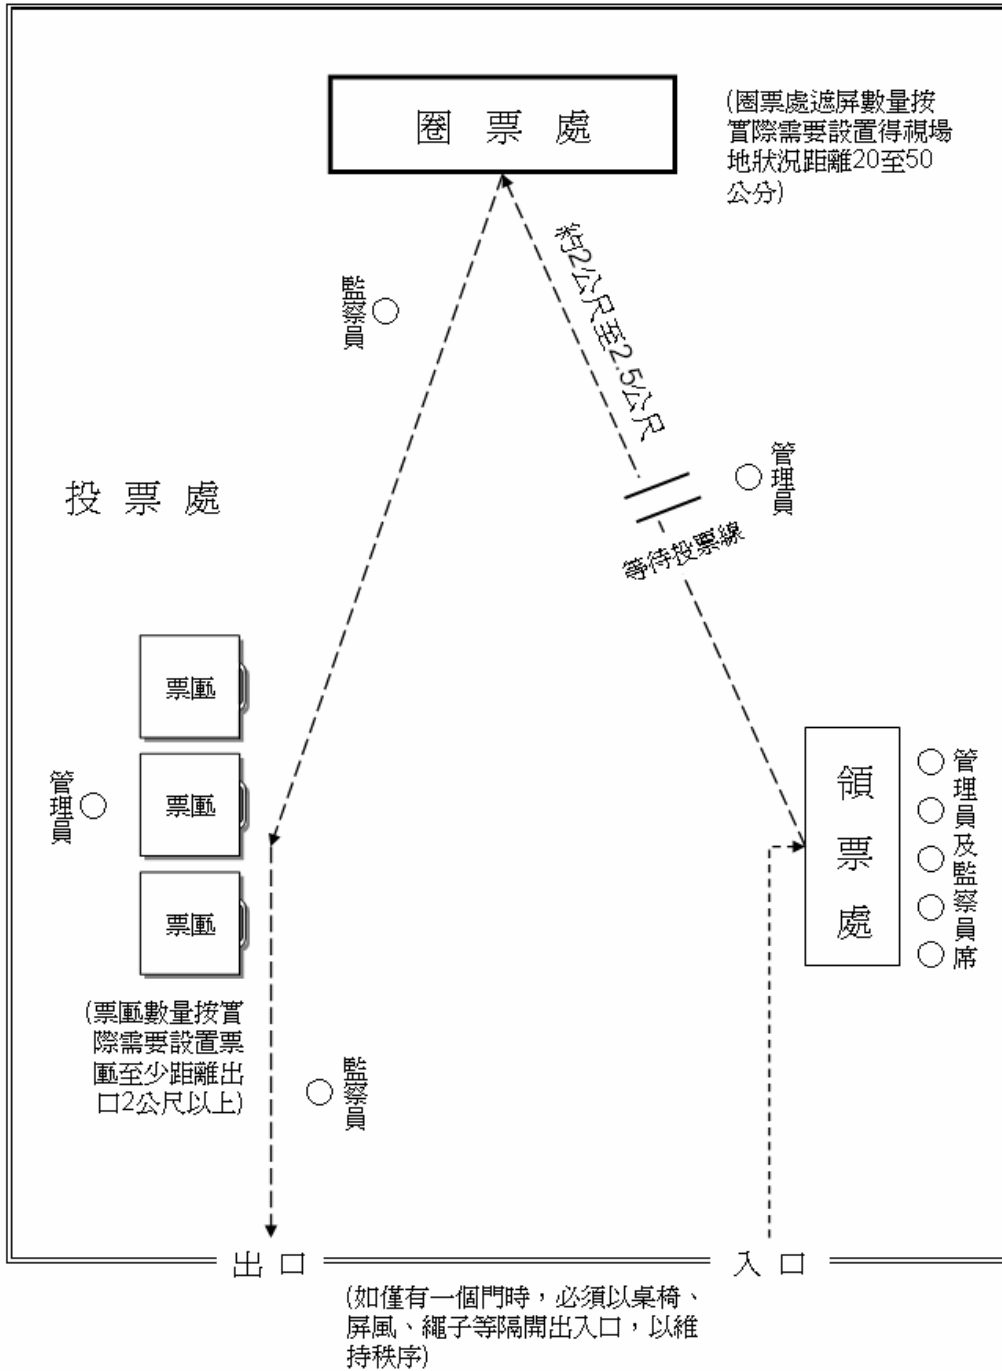 圈票處
(圈票處遮屏數量按
實際需要設置得視場
地狀況距離20至50
公分)
約2公尺至2.5公尺
監察員
管理員
等待投票線
投票處
票匭
票匭
票匭
管理員
領票處
管理員及監察員席
(票匭數量按實
際需要設置票
匭至少距離出
口2公尺以上)
監察員
出口
入口
(如僅有一個門時，必須以桌椅、
屏風、繩子等隔開出入口，以維
持秩序)